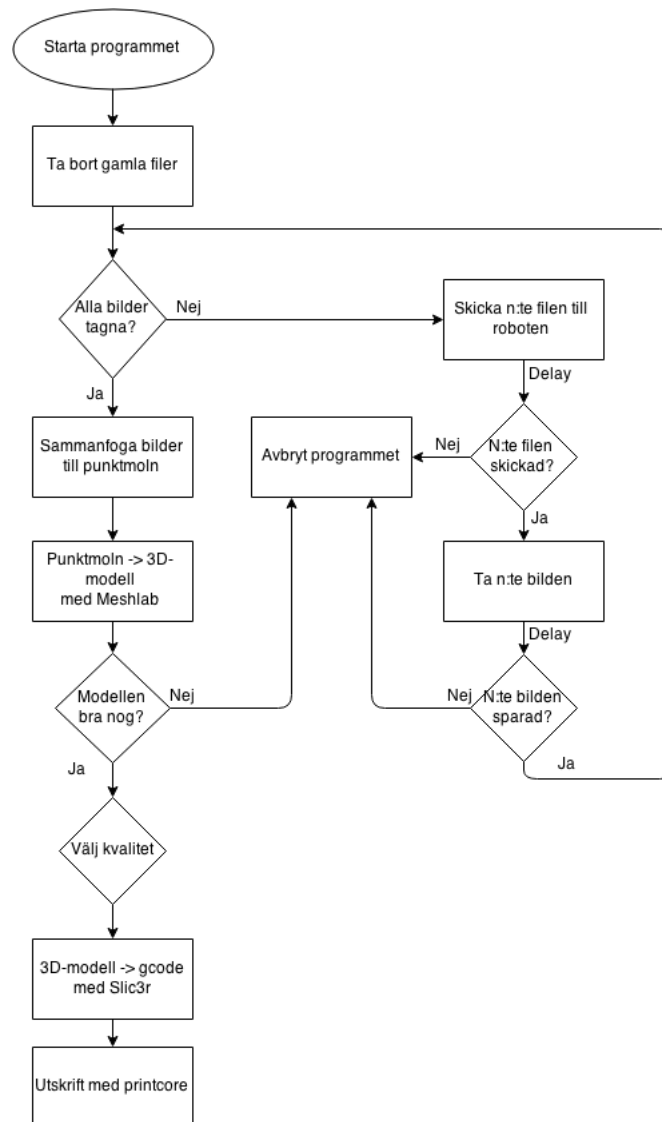 Starta programmet
Ta bort gamla filer
Alla bilder
tagna?
Nej
Skicka n:te filen till
roboten
Ja
Delay
Sammanfoga bilder
till punktmoln
Avbryt programmet
Nej
N:te filen
skickad?
Ja
Punktmoln -> 3D-
modell
med Meshlab
Ta n:te bilden
Delay
Modellen
bra nog?
Nej
Nej
N:te bilden
sparad?
Ja
Ja
Välj kvalitet
3D-modell -> gcode
med Slic3r
Utskrift med printcore